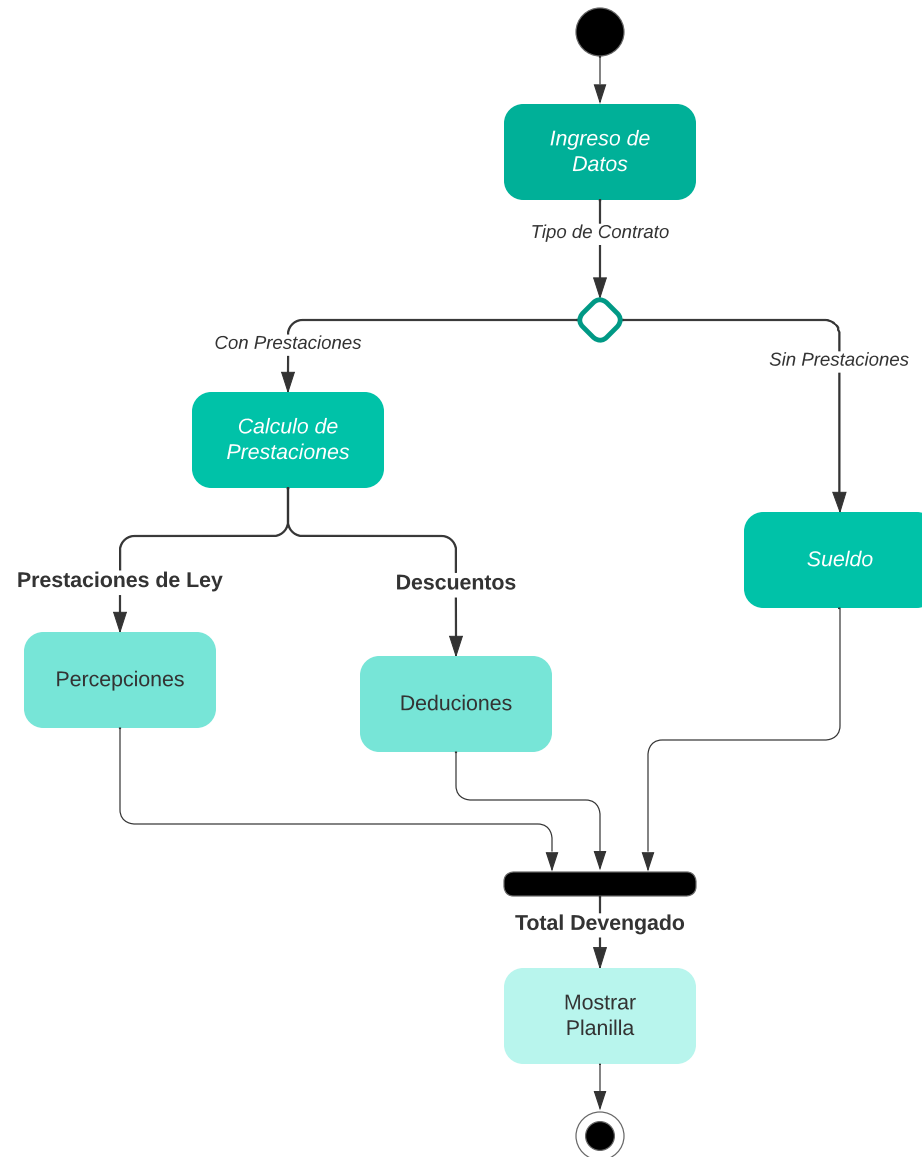 Ingreso de
Datos
Tipo de Contrato
Con Prestaciones
Sin Prestaciones
Calculo de
Prestaciones
Sueldo
Prestaciones de Ley
Descuentos
Percepciones
Deduciones
Total Devengado
Mostrar
Planilla